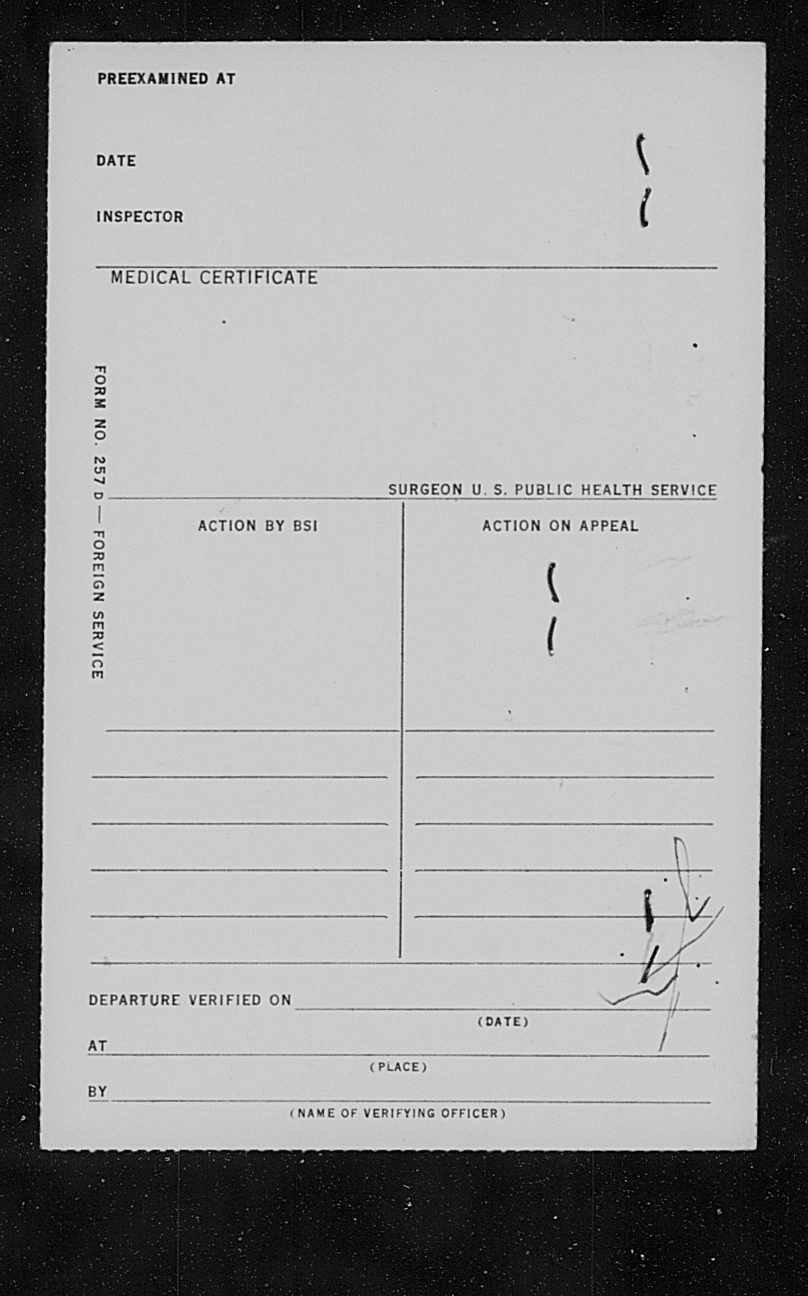 PREEXAMINED AT
DATE
INSPECTOR
MEDICAL CERTIFICATE
SURGEON U. S. PUBLIC HEALTH SERVICE
FORM NO. 257 D — FOREIGN SERVICE
ACTION BY BSI
ACTION ON APPEAL
DEPARTURE VERIFIED ON
(DATE)
AT
(PLACE)
BY
(NAME OF VERIFYING OFFICER)